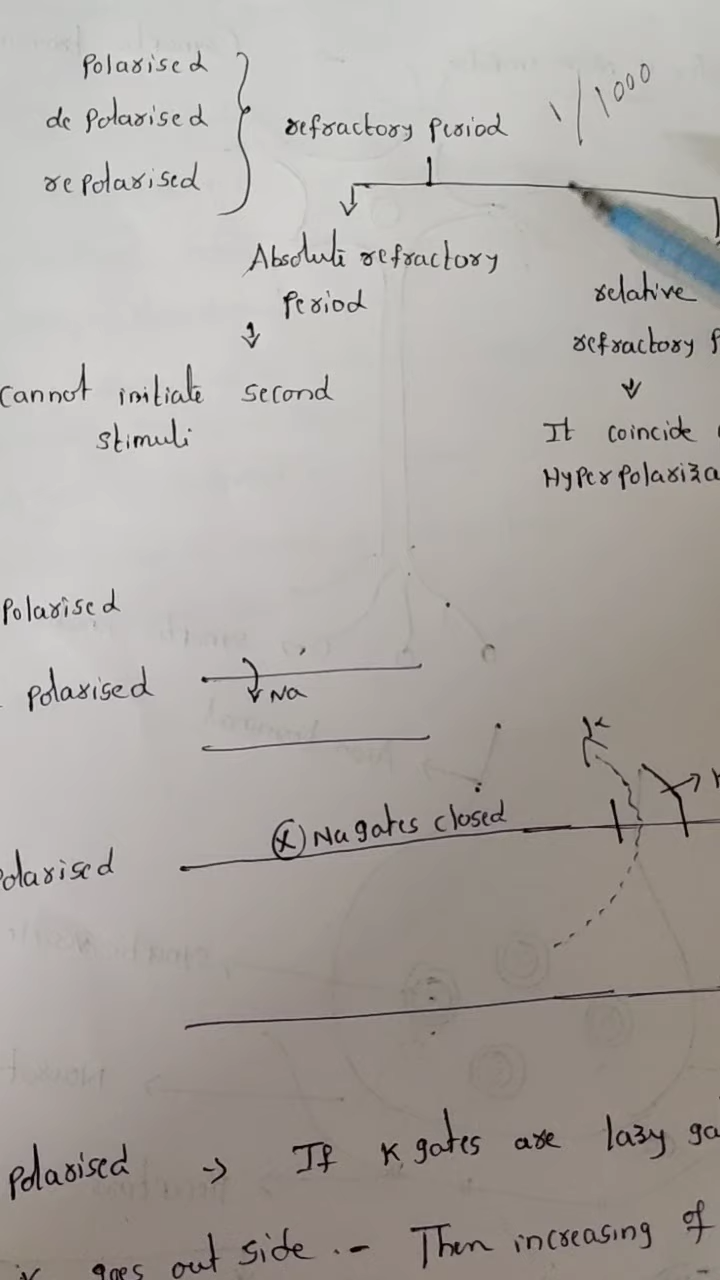 Polarised
de polarised
repolarised
refractory period
1/1000
Absolute refractory
Period
cannot initiate second
stimuli
relative
refractory P
It coincide
Hyperpolariza
Polarised
polarised
Na
K
Na gates closed
olarised
polarised → If K gates are lazy ga
goes out side .- Then increasing of